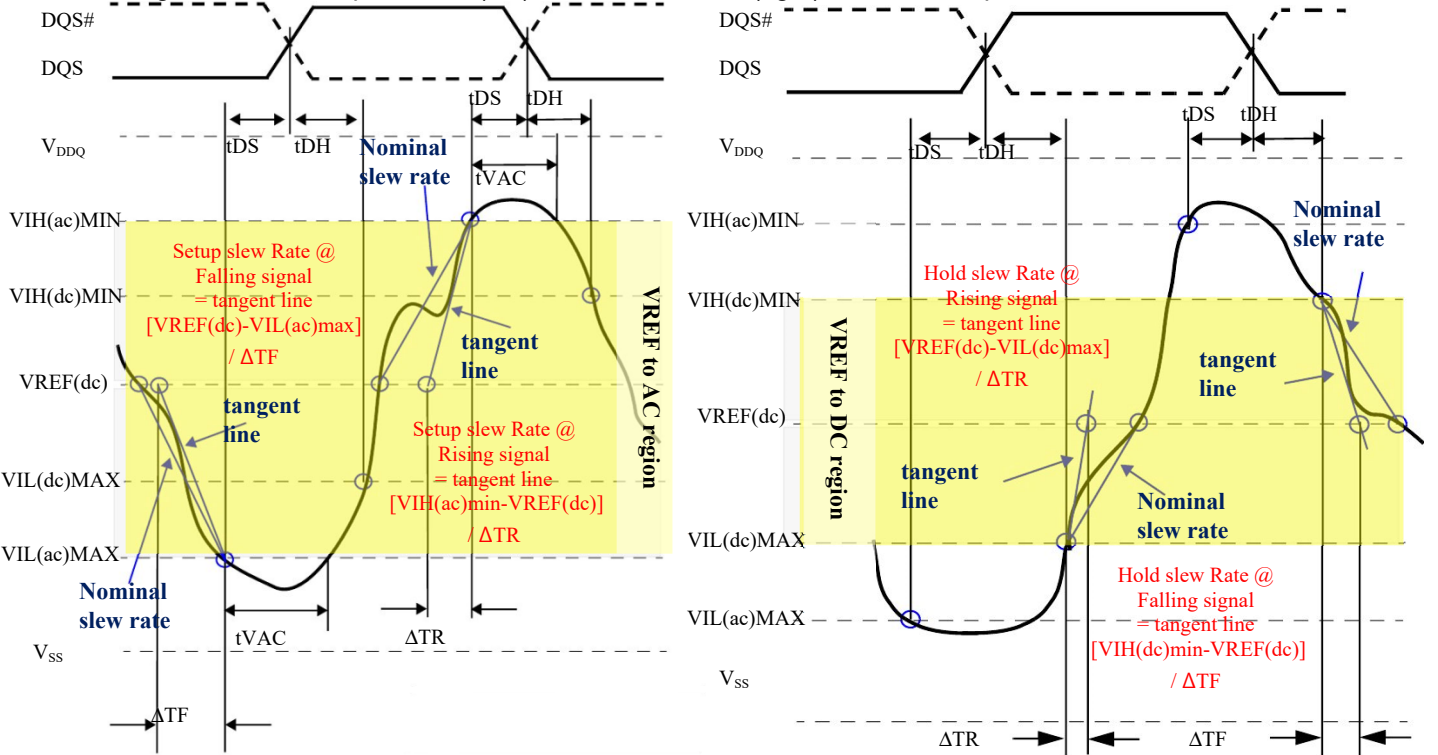 DQS#
DQS
tDS
tDH
tDS
tDH
VDDQ
Nominal
slew rate
tVAC
VIH(ac)MIN
Setup slew Rate @
Falling signal
= tangent line
[VREF(dc)-VIL(ac)max]
/ ΔTF
VIH(dc)MIN
VREF to AC region
tangent
line
VREF(dc)
tangent
line
Setup slew Rate @
Rising signal
= tangent line
[VIH(ac)min-VREF(dc)]
/ ΔTR
VIL(dc)MAX
VIL(ac)MAX
Nominal
slew rate
tVAC
ΔTR
VSS
ΔTF
DQS#
DQS
tDS
tDH
tDS
tDH
VDDQ
VIH(ac)MIN
Nominal
slew rate
Hold slew Rate @
Rising signal
= tangent line
[VREF(dc)-VIL(dc)max]
/ ΔTR
VIH(dc)MIN
VREF to DC region
tangent
line
VREF(dc)
tangent
line
Nominal
slew rate
VIL(dc)MAX
Hold slew Rate @
Falling signal
= tangent line
[VIH(dc)min-VREF(dc)]
/ ΔTF
VIL(ac)MAX
VSS
ΔTR
ΔTF